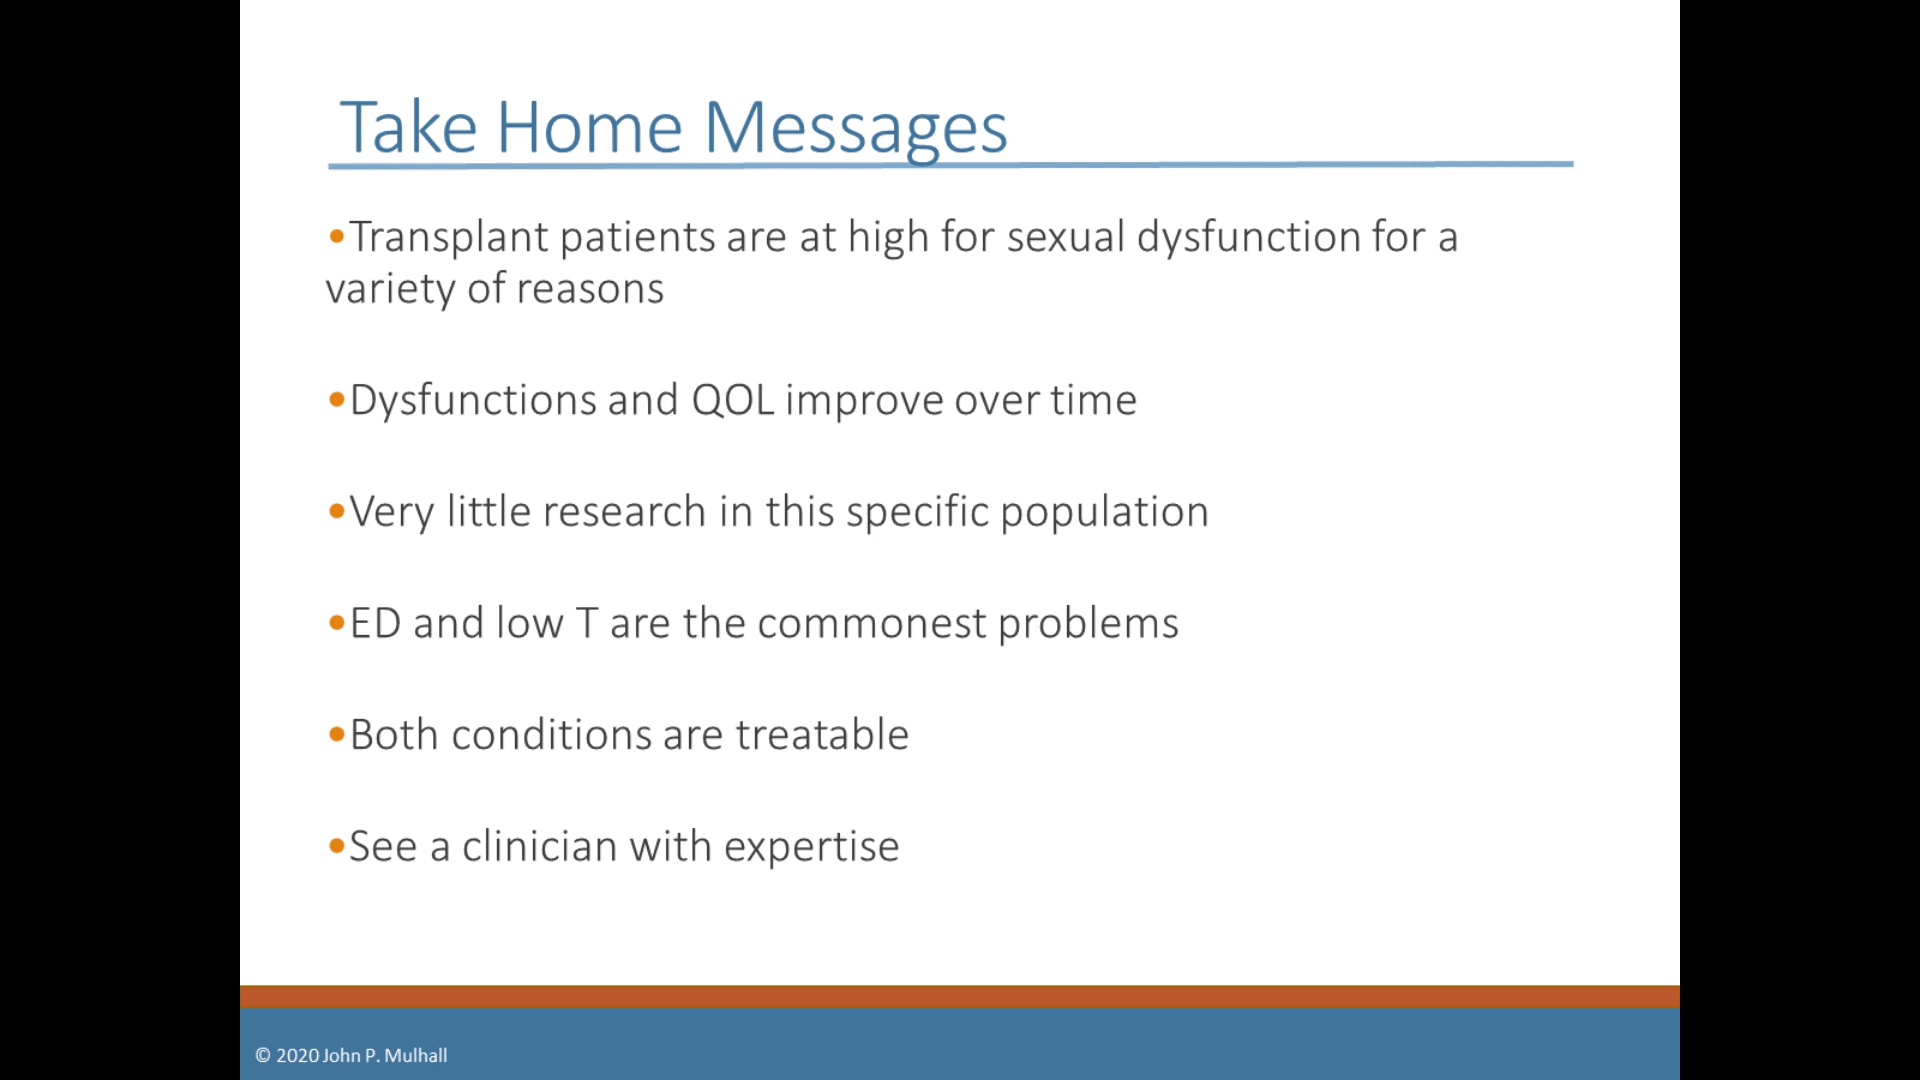 Take Home Messages
•Transplant patients are at high for sexual dysfunction for a
variety of reasons
•Dysfunctions and QOL improve over time
•Very little research in this specific population
•ED and low T are the commonest problems
•Both conditions are treatable
•See a clinician with expertise
© 2020 John P. Mulhall